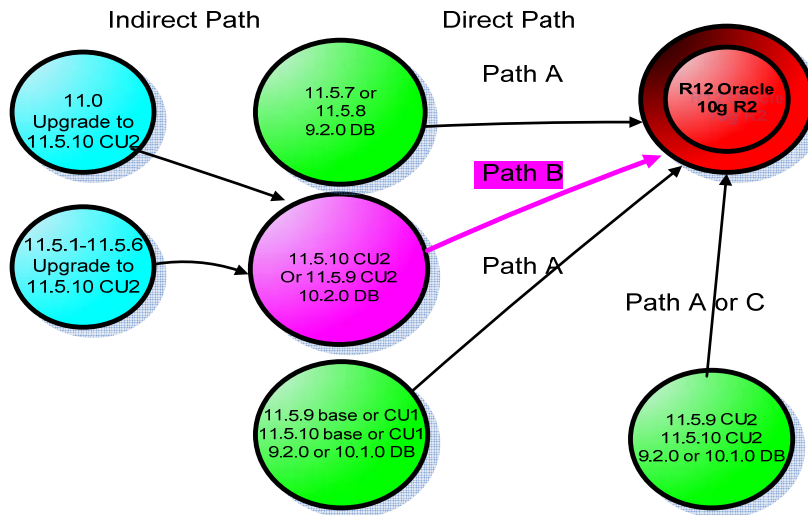 Indirect Path
Direct Path
11.0
Upgrade to
11.5.10 CU2
11.5.7 or
11.5.8
9.2.0 DB
Path A
R12 Oracle
10g R2
Path B
11.5.1-11.5.6
Upgrade to
11.5.10 CU2
11.5.10 CU2
Or 11.5.9 CU2
10.2.0 DB
Path A
Path A or C
11.5.9 base or CU1
11.5.10 base or CU1
9.2.0 or 10.1.0 DB
11.5.9 CU2
11.5.10 CU2
9.2.0 or 10.1.0 DB